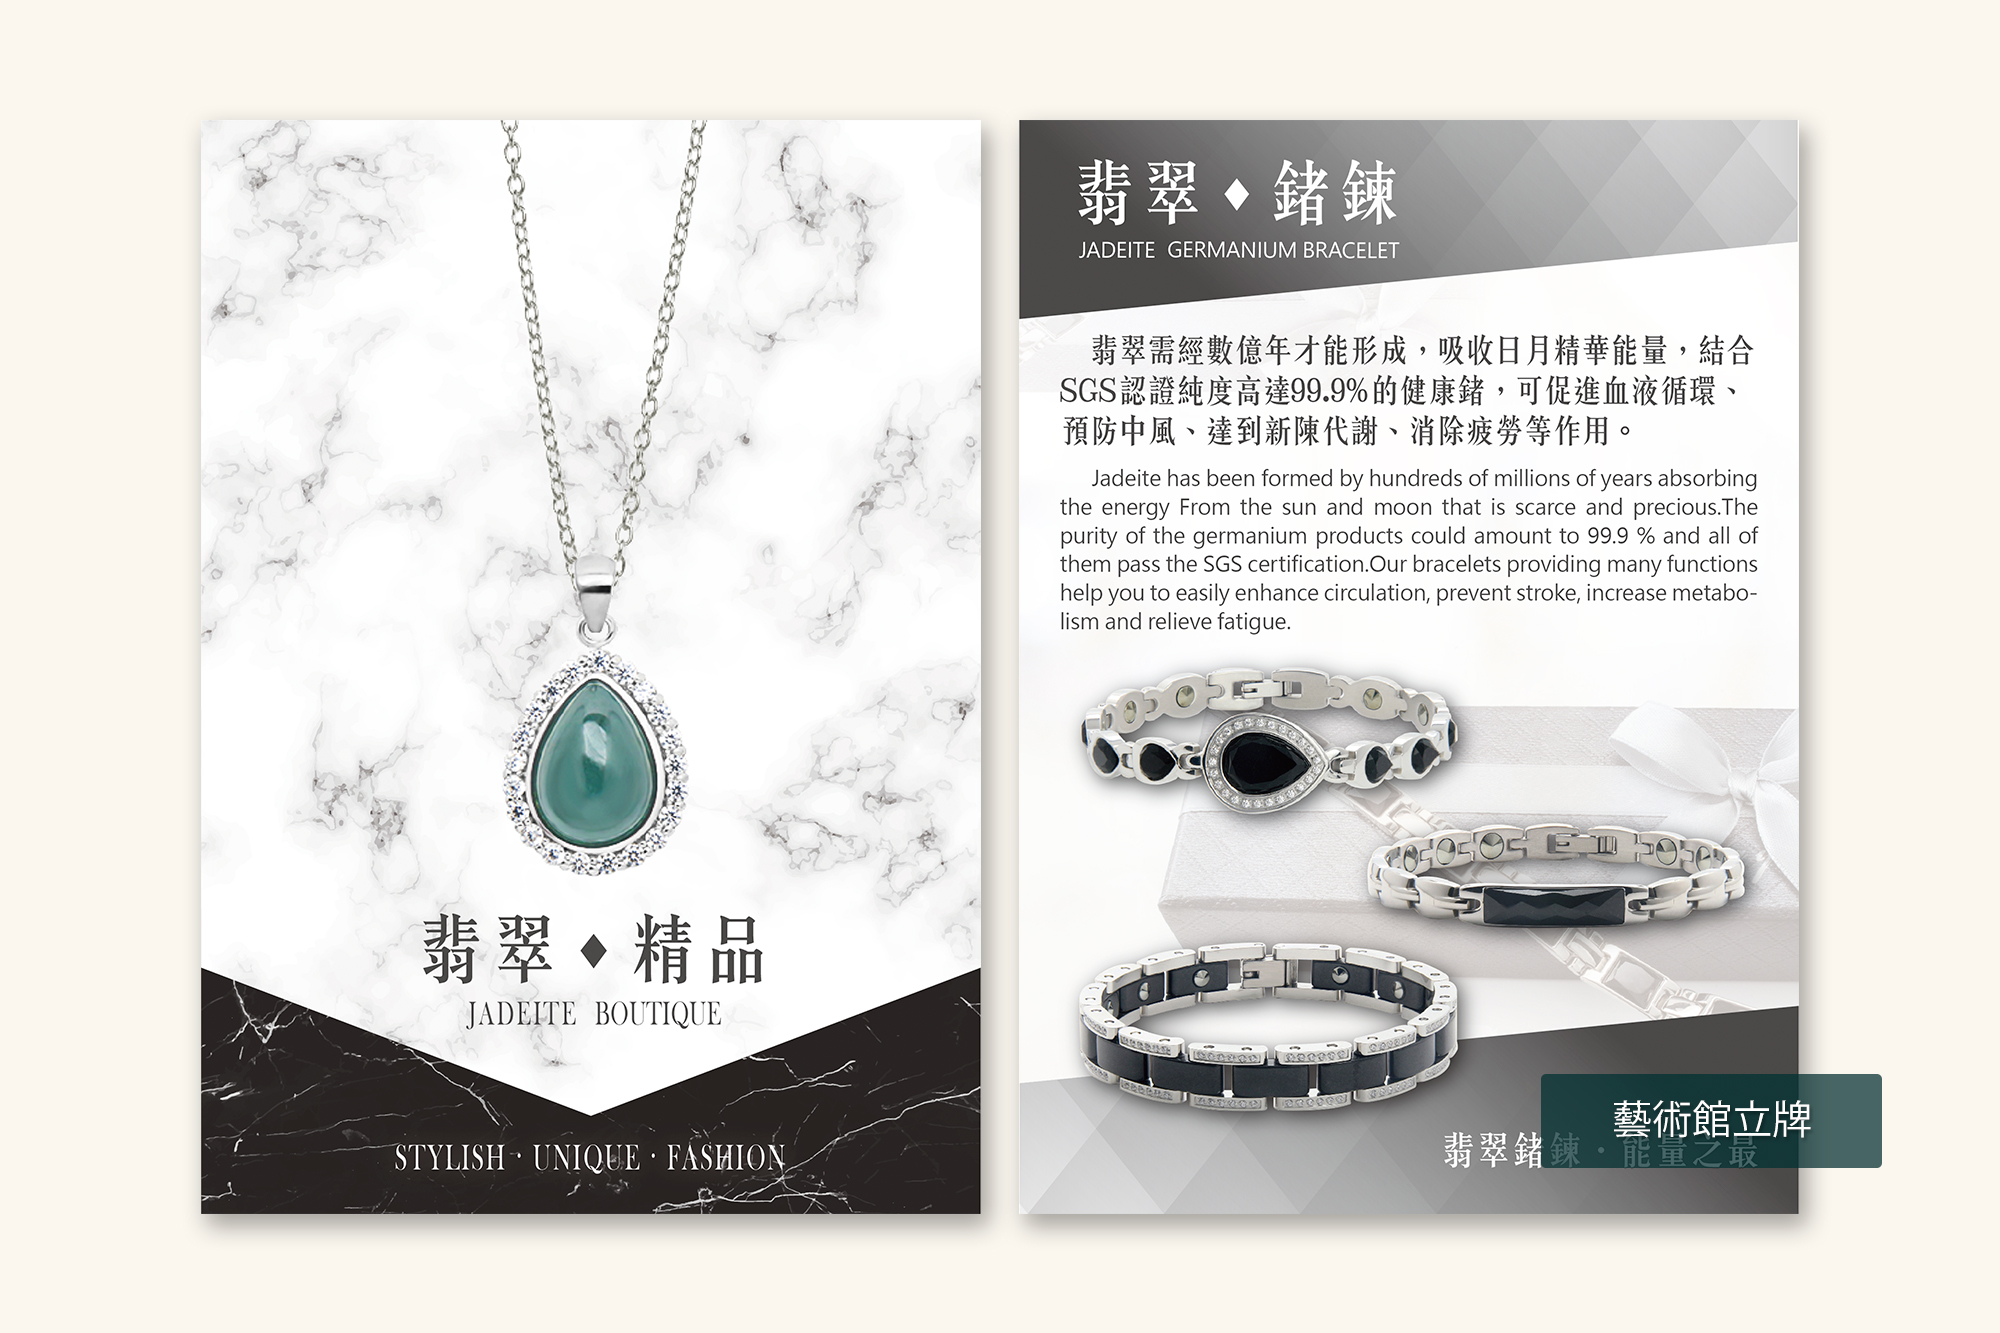 翡翠◆精品
JADEITE BOUTIQUE
STYLISH · UNIQUE · FASHION
翡翠◆鍺鍊
JADEITE GERMANIUM BRACELET
翡翠需經數億年才能形成，吸收日月精華能量，結合
SGS認證純度高達99.9%的健康鍺，可促進血液循環、
預防中風、達到新陳代謝、消除疲勞等作用。
Jadeite has been formed by hundreds of millions of years absorbing
the energy From the sun and moon that is scarce and precious.The
purity of the germanium products could amount to 99.9 % and all of
them pass the SGS certification.Our bracelets providing many functions
help you to easily enhance circulation, prevent stroke, increase metabo-
lism and relieve fatigue.
翡翠鍺鍊·能量之最
藝術館立牌